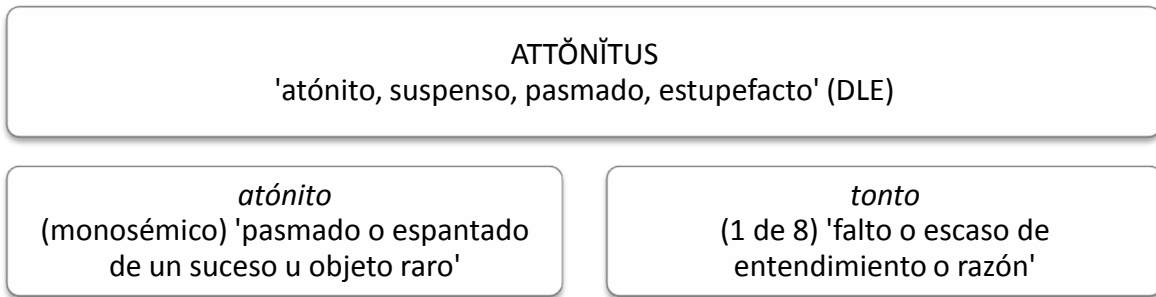 ATTŎNĬTUS
'atónito, suspenso, pasmado, estupefacto' (DLE)
atónito
(monosémico) 'pasmado o espantado
de un suceso u objeto raro'
tonto
(1 de 8) 'falto o escaso de
entendimiento o razón'